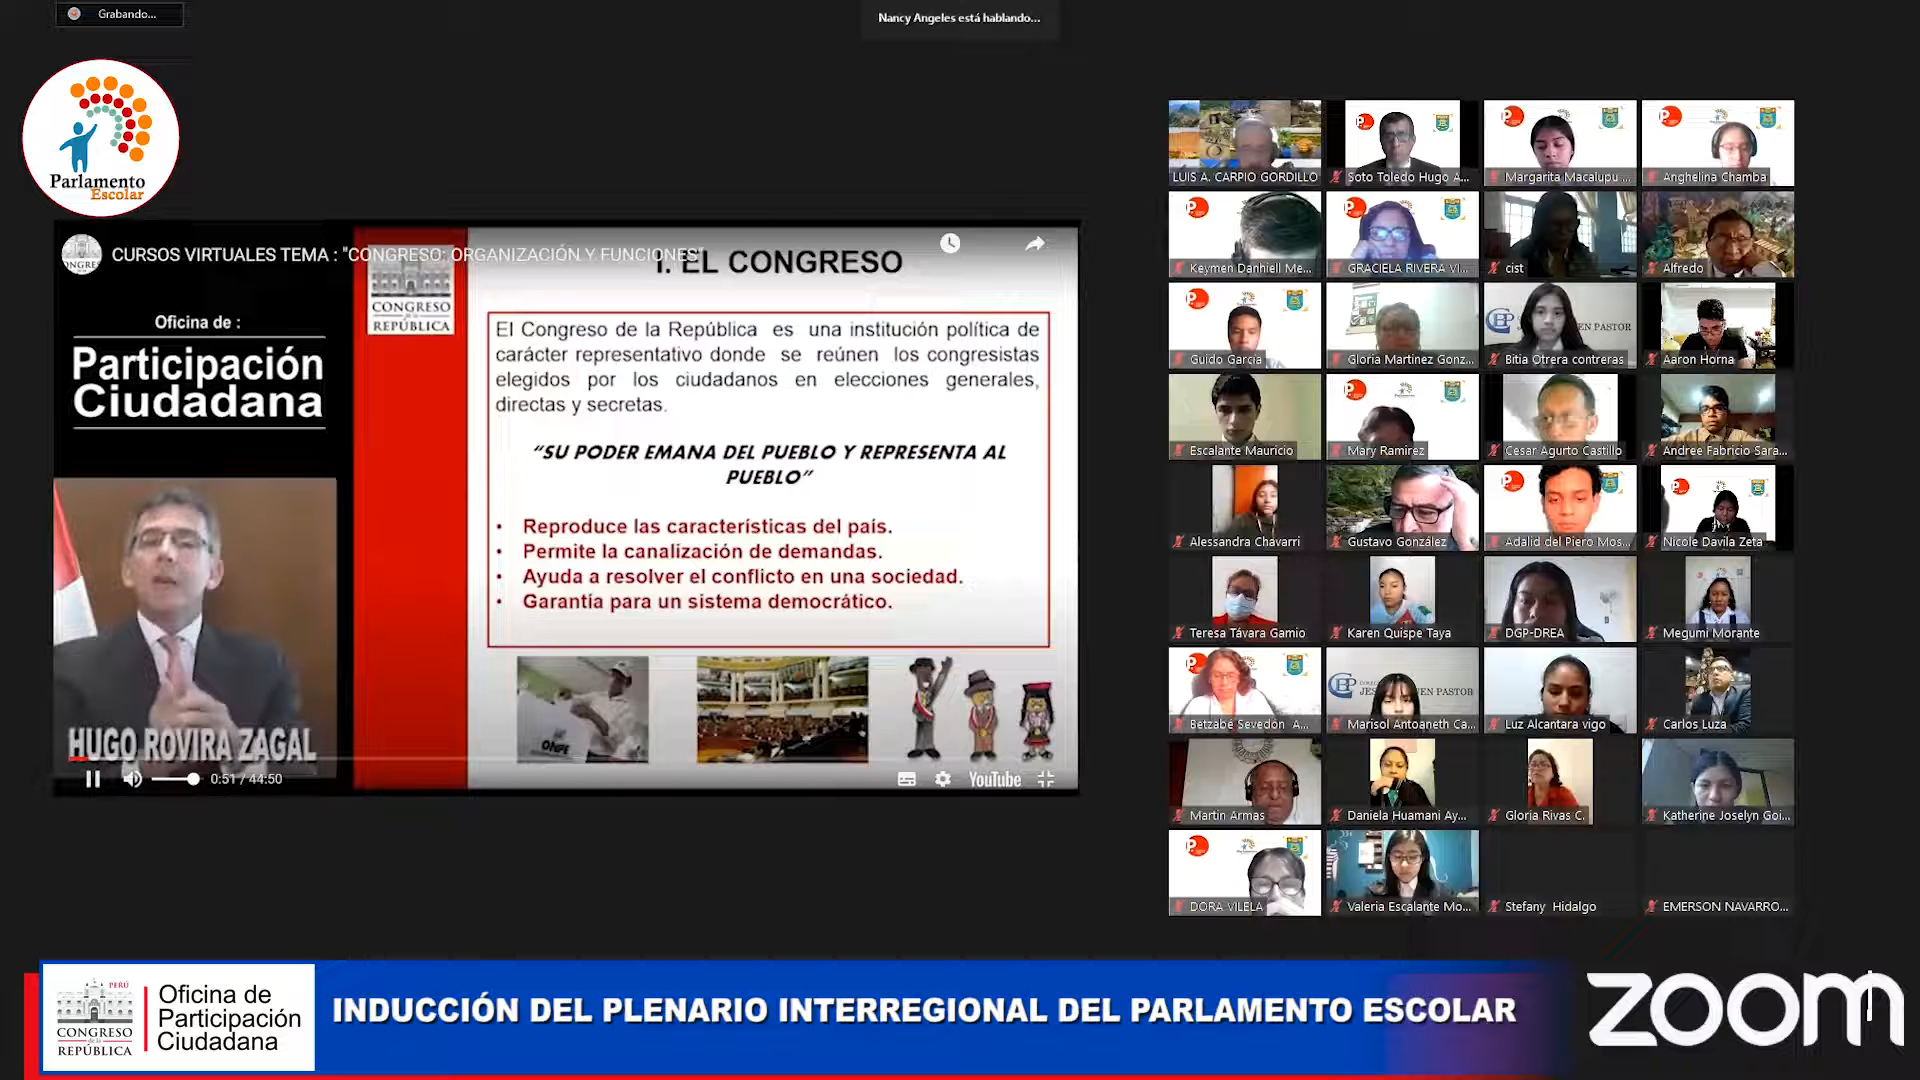 Grabando...
Nancy Angeles está hablando...
Parlamento
Escolar
CURSOS VIRTUALES TEMA : "CONGRESO: ORGANIZACIÓN Y FUNCIONES"
I. EL CONGRESO
Oficina de :
Participación
Ciudadana
CONGRESO
de la
REPÚBLICA
El Congreso de la República es una institución política de
carácter representativo donde se reúnen los congresistas
elegidos por los ciudadanos en elecciones generales,
directas y secretas.
“SU PODER EMANA DEL PUEBLO Y REPRESENTA AL
PUEBLO”
• Reproduce las características del país.
• Permite la canalización de demandas.
• Ayuda a resolver el conflicto en una sociedad.
• Garantía para un sistema democrático.
ONPE
HUGO ROVIRA ZAGAL
0:51 / 44:50
YouTube
LUIS A. CARPIO GORDILLO
Soto Toledo Hugo A...
Margarita Macalupu ...
Anghelina Chamba
Keymen Danhiell Me...
GRACIELA RIVERA VI...
cist
Alfredo
Guido García
Gloria Martinez Gonz...
Bitia Otrera contreras
Aaron Horna
Escalante Mauricio
Mary Ramirez
Cesar Agurto Castillo
Andree Fabricio Sara...
Alessandra Chavarri
Gustavo González
Adalid del Piero Mos...
Nicole Davila Zeta
Teresa Távara Gamio
Karen Quispe Taya
DGP-DREA
Megumi Morante
Betzabé Sevedón A...
Marisol Antoaneth Ca...
Luz Alcantara vigo
Carlos Luza
Martin Armas
Daniela Huamani Ay...
Gloria Rivas C.
Katherine Joselyn Goi...
DORA VILELA
Valeria Escalante Mo...
Stefany Hidalgo
EMERSON NAVARRO...
PERÚ
CONGRESO
de la
REPÚBLICA
Oficina de
Participación
Ciudadana
INDUCCIÓN DEL PLENARIO INTERREGIONAL DEL PARLAMENTO ESCOLAR
zoom